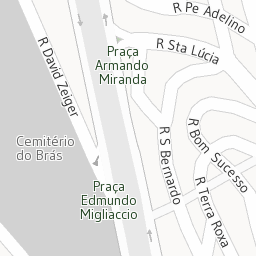 R Pe Adelino
R Sta Lúcia
Praça
Armando
Miranda
R David Zeiger
Cemitério
do Brás
R S Bernardo
R Bom Sucesso
R Terra Roxa
Praça
Edmundo
Migliaccio